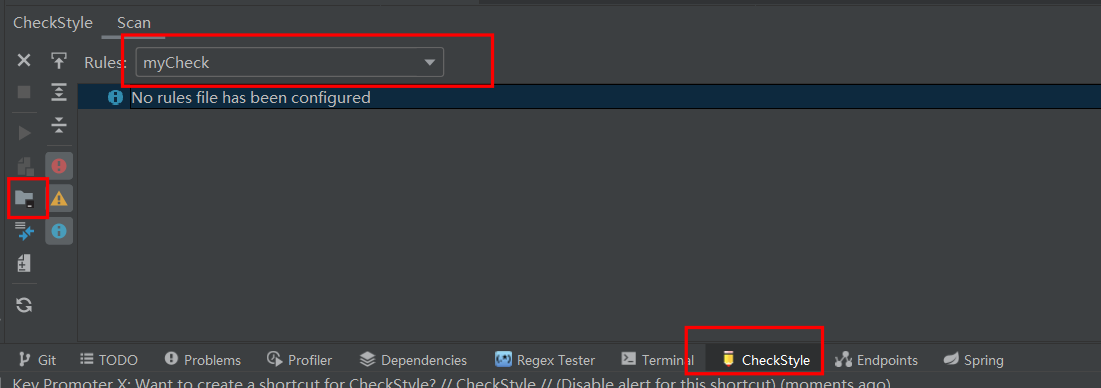 CheckStyle Scan
Rules: myCheck
No rules file has been configured
Git TODO Problems Profiler Dependencies Regex Tester Terminal CheckStyle Endpoints Spring
Key Promoter X: Want to create a shortcut for CheckStyle? // CheckStyle // (Disable alert for this shortcut) (moments ago)